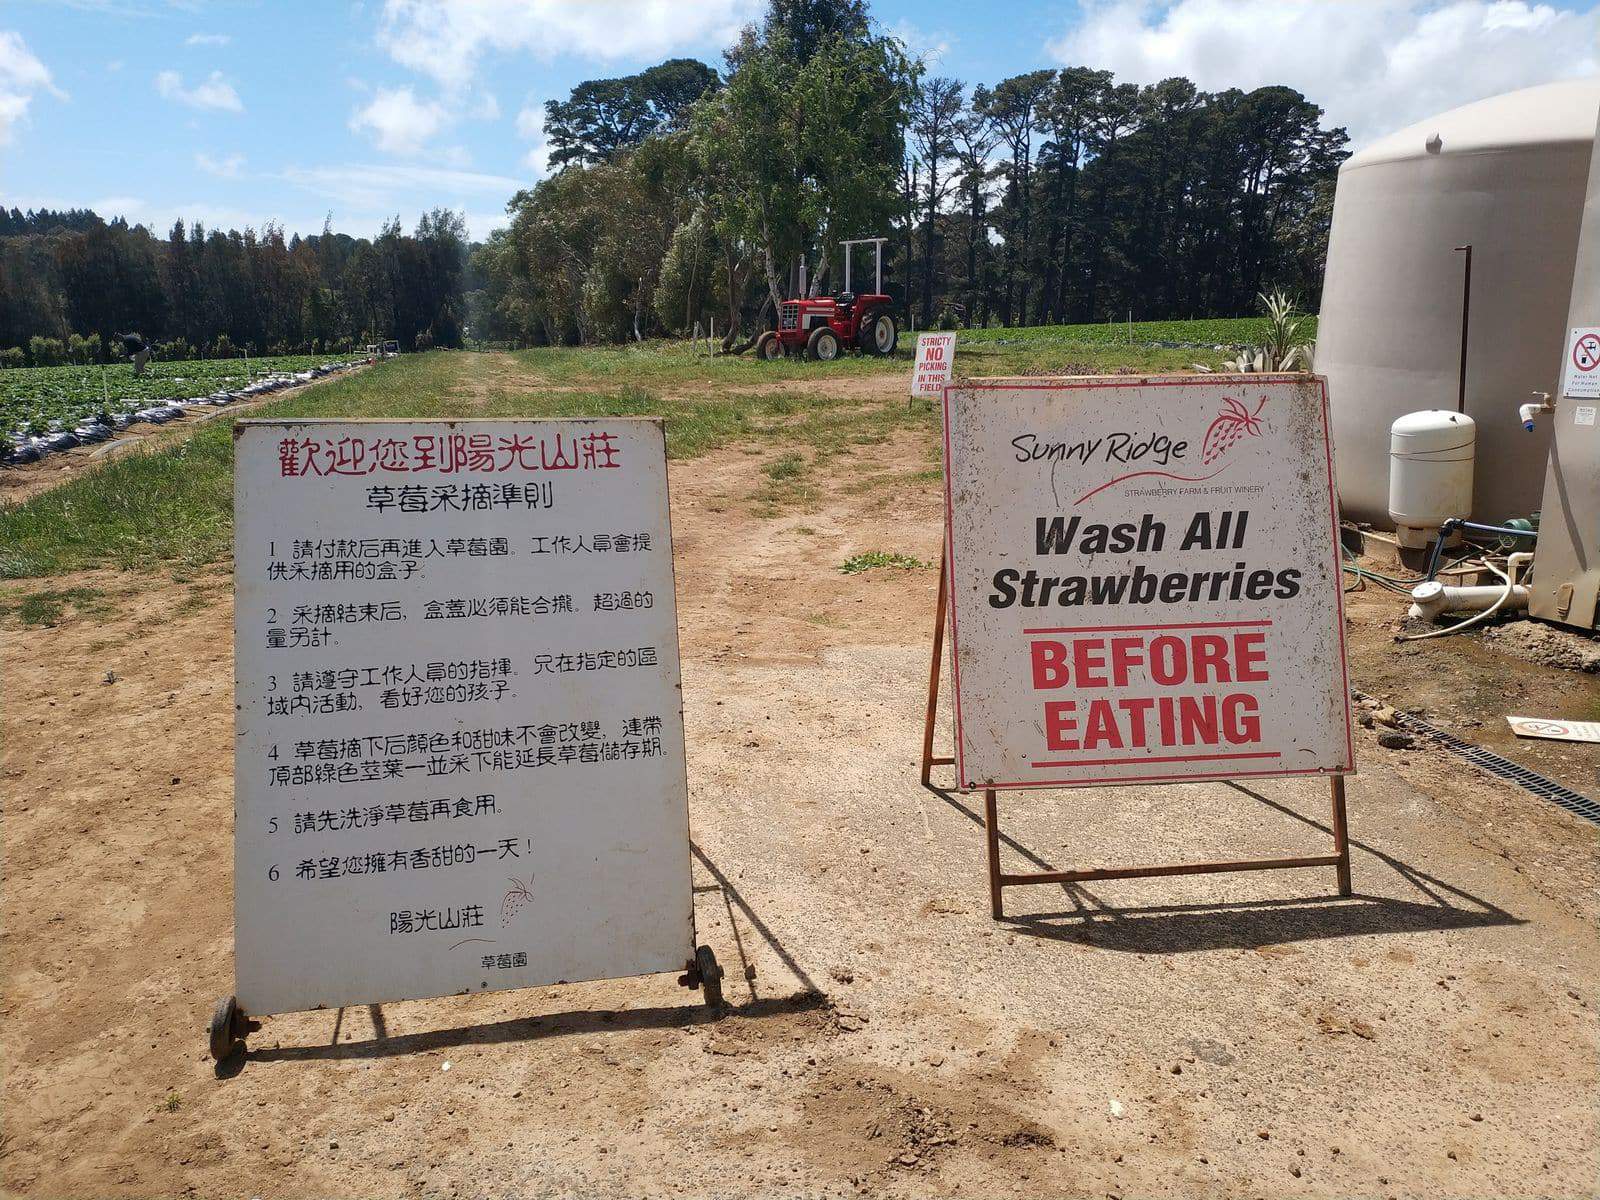 歡迎您到陽光山莊
草莓采摘準則
1 請付款后再進入草莓園。工作人員會提
供采摘用的盒子。
2 采摘結束后，盒蓋必須能合攏。超過的
量另計。
3 請遵守工作人員的指揮。只在指定的區
域內活動，看好您的孩子。
4 草莓摘下后顔色和甜味不會改變，連帶
頂部綠色莖葉一並采下能延長草莓儲存期。
5 請先洗淨草莓再食用。
6 希望您擁有香甜的一天！
陽光山莊
草莓園
STRICTY
NO
PICKING
IN THIS
FIELD
Sunny Ridge
STRAWBERRY FARM & FRUIT WINERY
Wash All
Strawberries
BEFORE
EATING
Water Not
For Human
Consumption